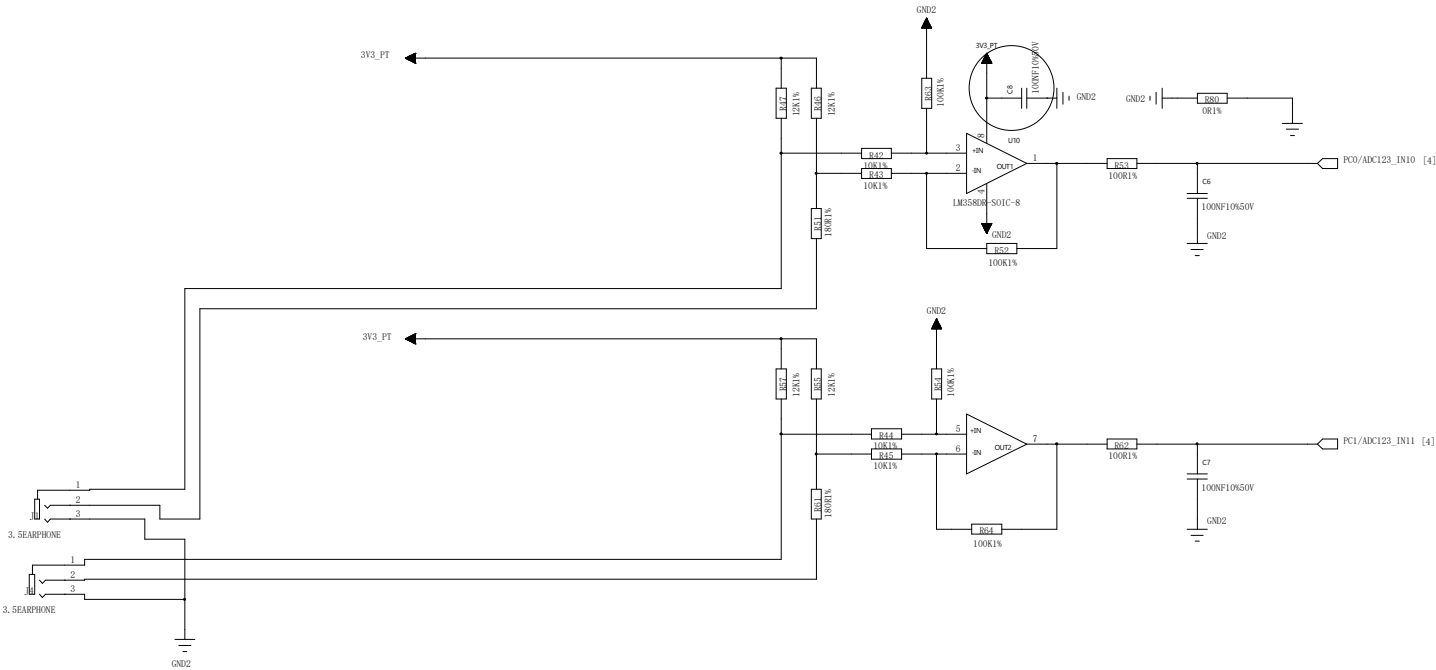 GND2
3V3_PT
R47
12K1%
R46
12K1%
R63
100K1%
3V3_PT
C8
100NF10%50V
GND2
GND2
R80
0R1%
8
U10
R42
10K1%
R43
10K1%
3
+IN
2
-IN
OUT1
1
4
LM358DR-SOIC-8
GND2
R53
100R1%
PC0/ADC123_IN10 [4]
C6
100NF10%50V
GND2
R51
180R1%
R52
100K1%
GND2
3V3_PT
R57
12K1%
R55
12K1%
R54
100K1%
R44
10K1%
R45
10K1%
5
+IN
6
-IN
OUT2
7
R62
100R1%
PC1/ADC123_IN11 [4]
C7
100NF10%50V
GND2
R61
180R1%
R64
100K1%
1
2
3
3.5EARPHONE
1
2
3
3.5EARPHONE
GND2